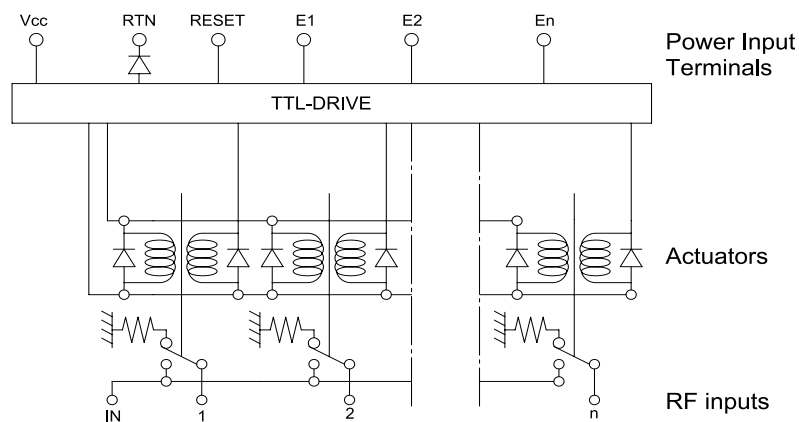 Vcc RTN RESET E1 E2 En
Power Input
Terminals
TTL-DRIVE
Actuators
IN 1 2 n
RF inputs